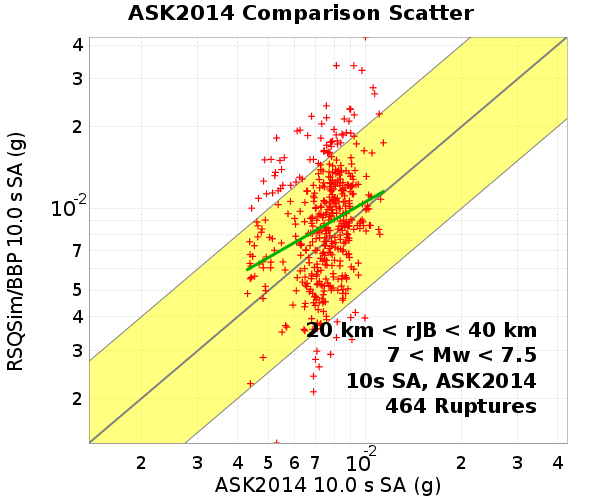 ASK2014 Comparison Scatter
RSQSim/BBP 10.0 s SA (g)
4
3
2
10-2
7
5
4
3
2
20 km < rJB < 40 km
7 < Mw < 7.5
10s SA, ASK2014
464 Ruptures
2 3 4 5 6 7 10-2 2 3 4
ASK2014 10.0 s SA (g)